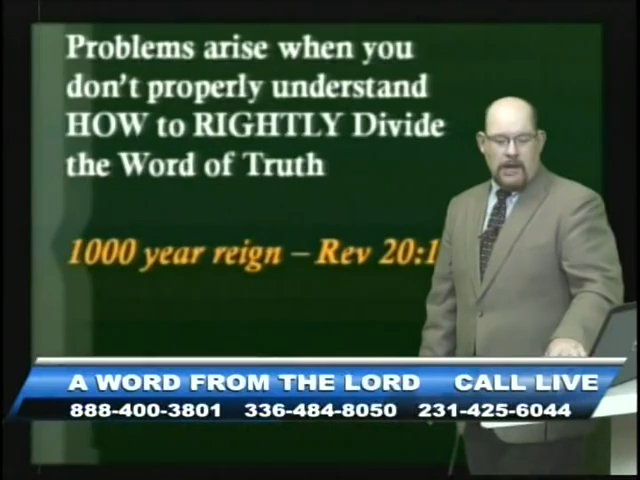 Problems arise when you
don't properly understand
HOW to RIGHTLY Divide
the Word of Truth
1000 year reign – Rev 20:1
A WORD FROM THE LORD CALL LIVE
888-400-3801 336-484-8050 231-425-6044